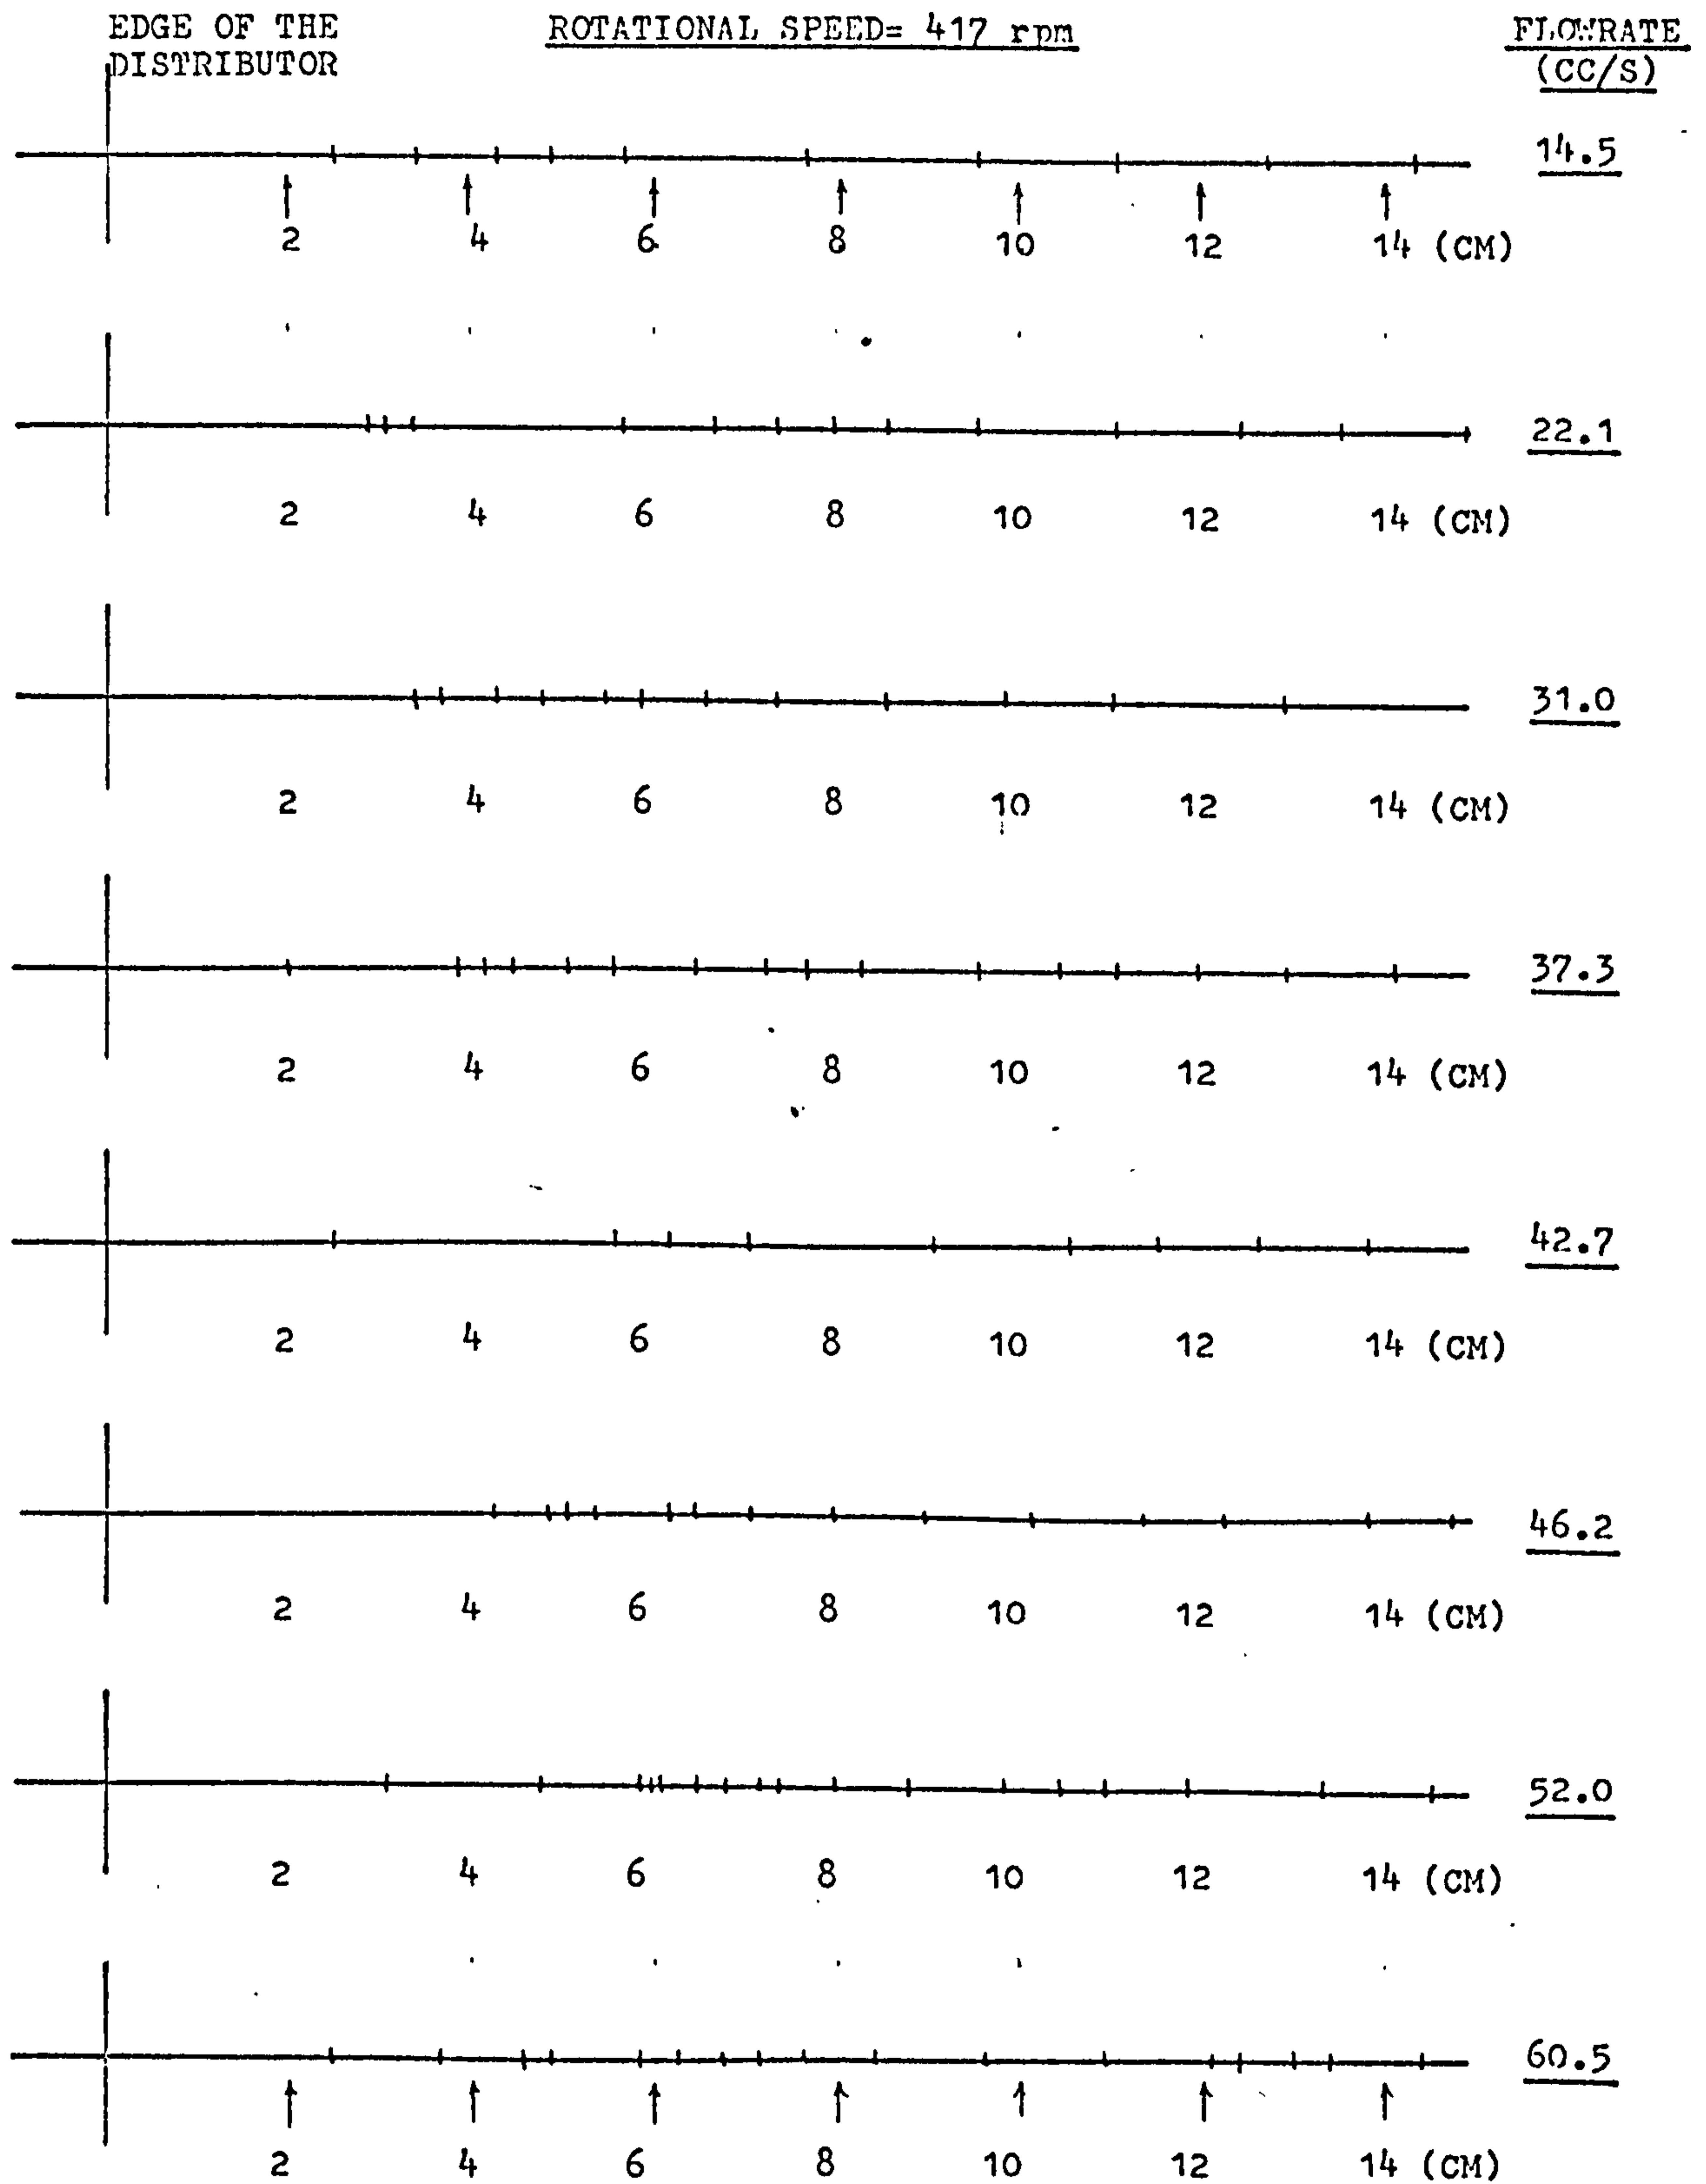 EDGE OF THE
DISTRIBUTOR
ROTATIONAL SPEED= 417 rpm
FLOWRATE
(CC/S)
14.5
2 4 6 8 10 12 14 (CM)
22.1
2 4 6 8 10 12 14 (CM)
31.0
2 4 6 8 10 12 14 (CM)
37.3
2 4 6 8 10 12 14 (CM)
42.7
2 4 6 8 10 12 14 (CM)
46.2
2 4 6 8 10 12 14 (CM)
52.0
2 4 6 8 10 12 14 (CM)
60.5
2 4 6 8 10 12 14 (CM)